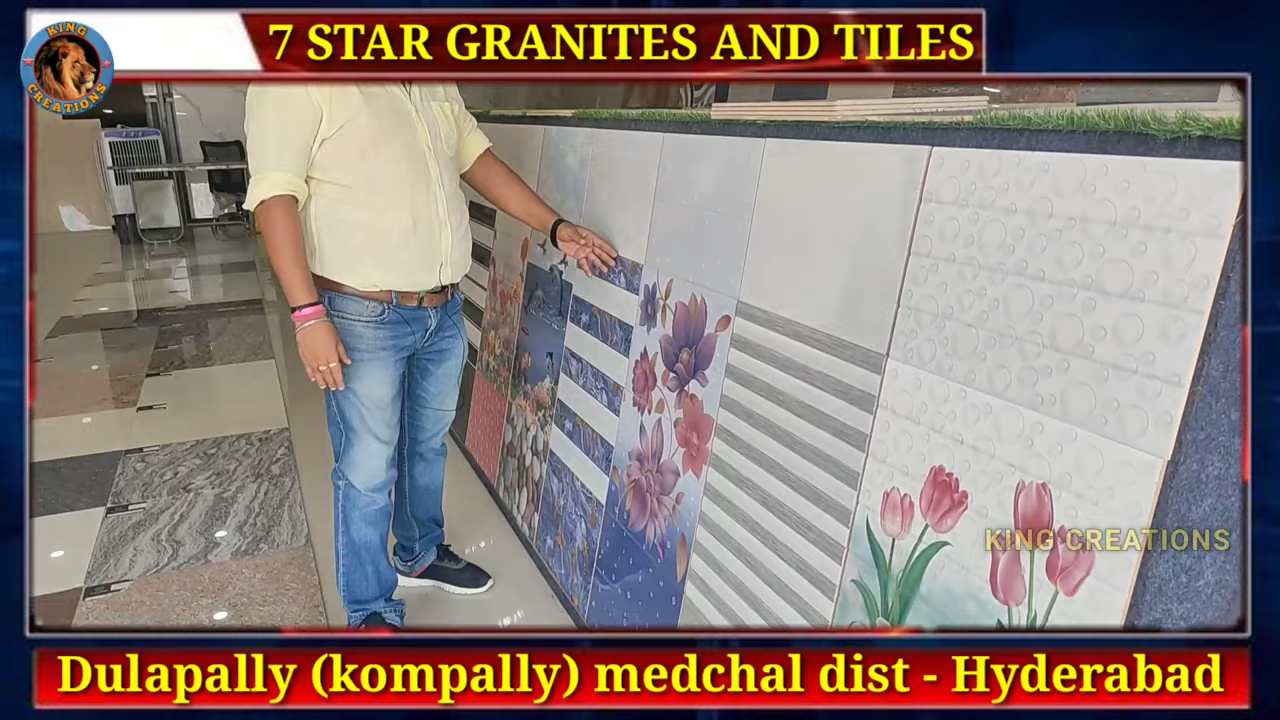 7 STAR GRANITES AND TILES
KING
CREATIONS
KING CREATIONS
Dulapally (kompally) medchal dist - Hyderabad